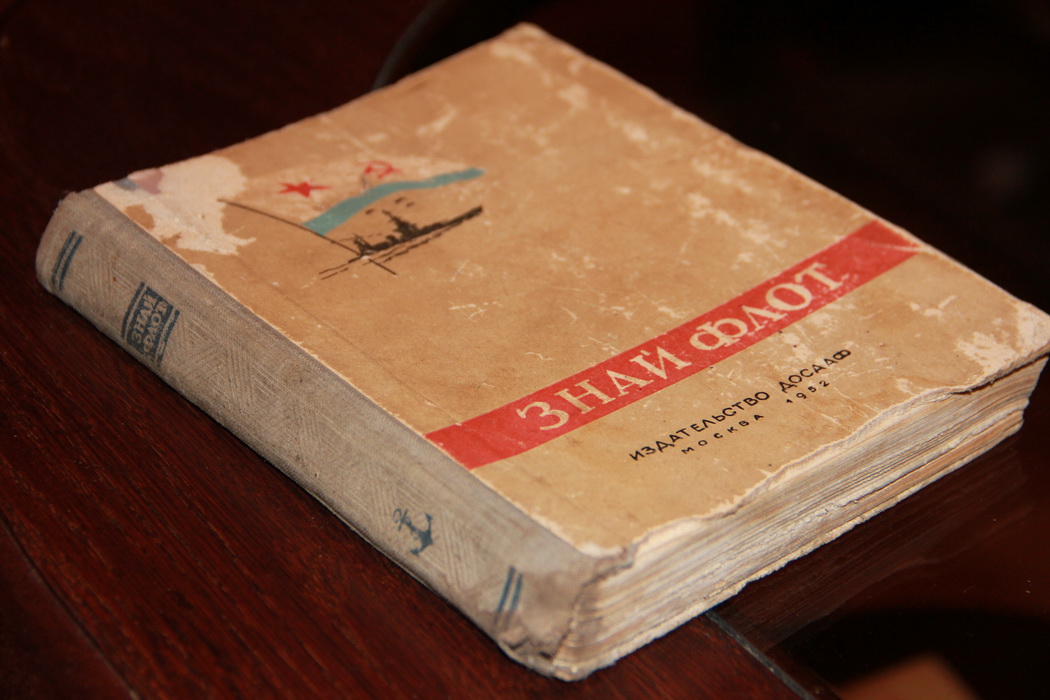 ЗНАЙ
ФЛОТ
ЗНАЙ ФЛОТ
ИЗДАТЕЛЬСТВО ДОСААФ
МОСКВА 1952